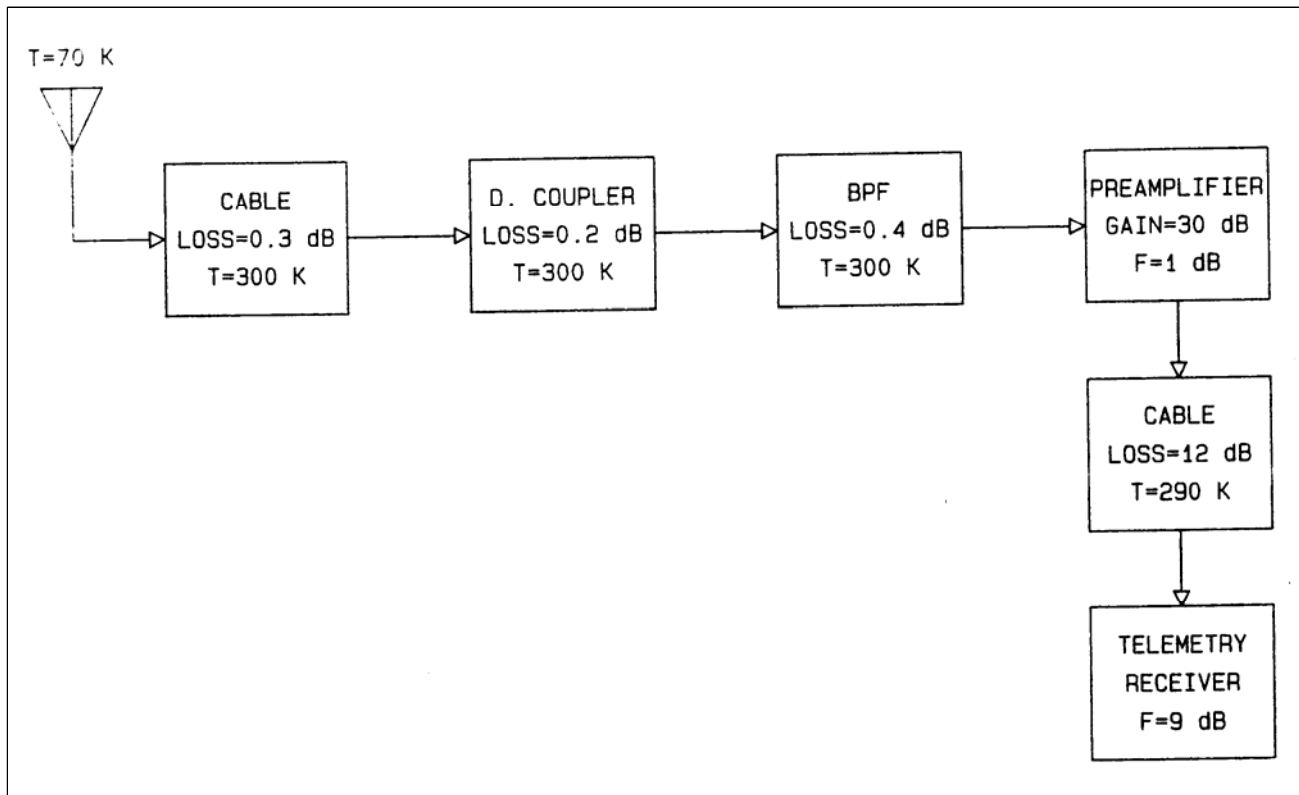 T=70 K
CABLE
LOSS=0.3 dB
T=300 K
D. COUPLER
LOSS=0.2 dB
T=300 K
BPF
LOSS=0.4 dB
T=300 K
PREAMPLIFIER
GAIN=30 dB
F=1 dB
CABLE
LOSS=12 dB
T=290 K
TELEMETRY
RECEIVER
F=9 dB